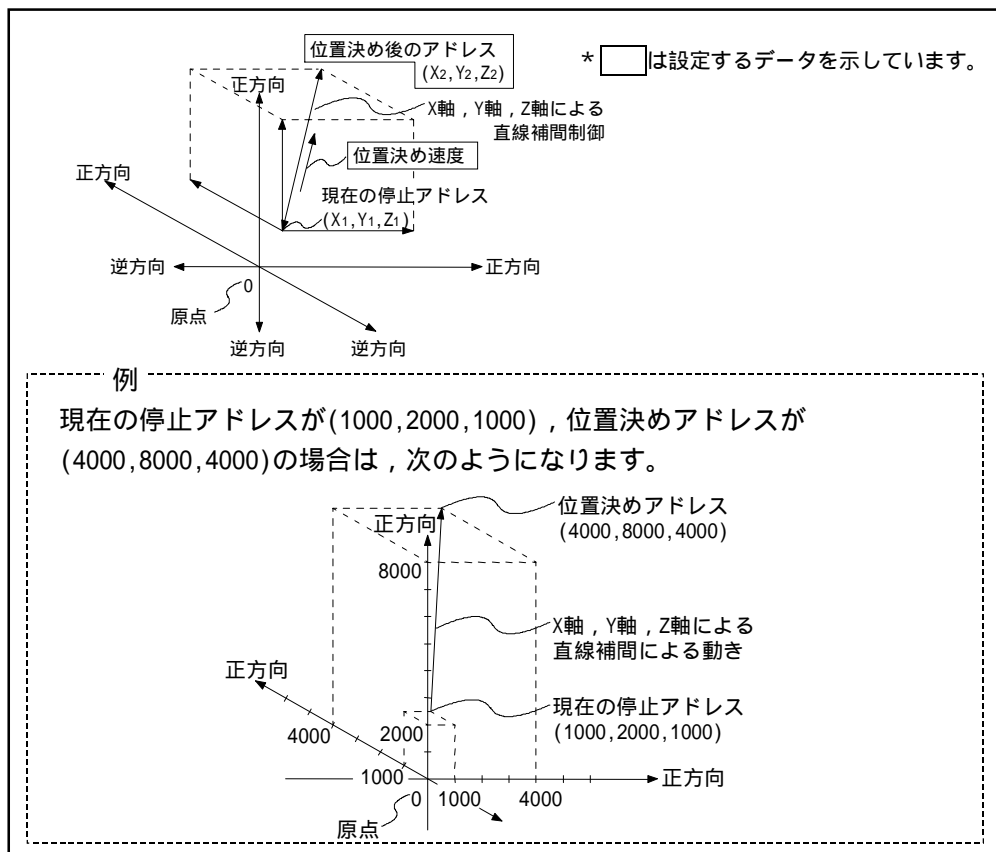 位置決め後のアドレス
(X2,Y2,Z2)
*    は設定するデータを示しています。
正方向
X軸，Y軸，Z軸による
直線補間制御
位置決め速度
正方向
現在の停止アドレス
(X1,Y1,Z1)
逆方向
正方向
0
原点
逆方向
逆方向
例
現在の停止アドレスが(1000,2000,1000)，位置決めアドレスが
(4000,8000,4000)の場合は，次のようになります。
位置決めアドレス
(4000,8000,4000)
正方向
8000
X軸，Y軸，Z軸による
直線補間による動き
正方向
現在の停止アドレス
(1000,2000,1000)
4000
2000
1000
正方向
0
1000
4000
原点